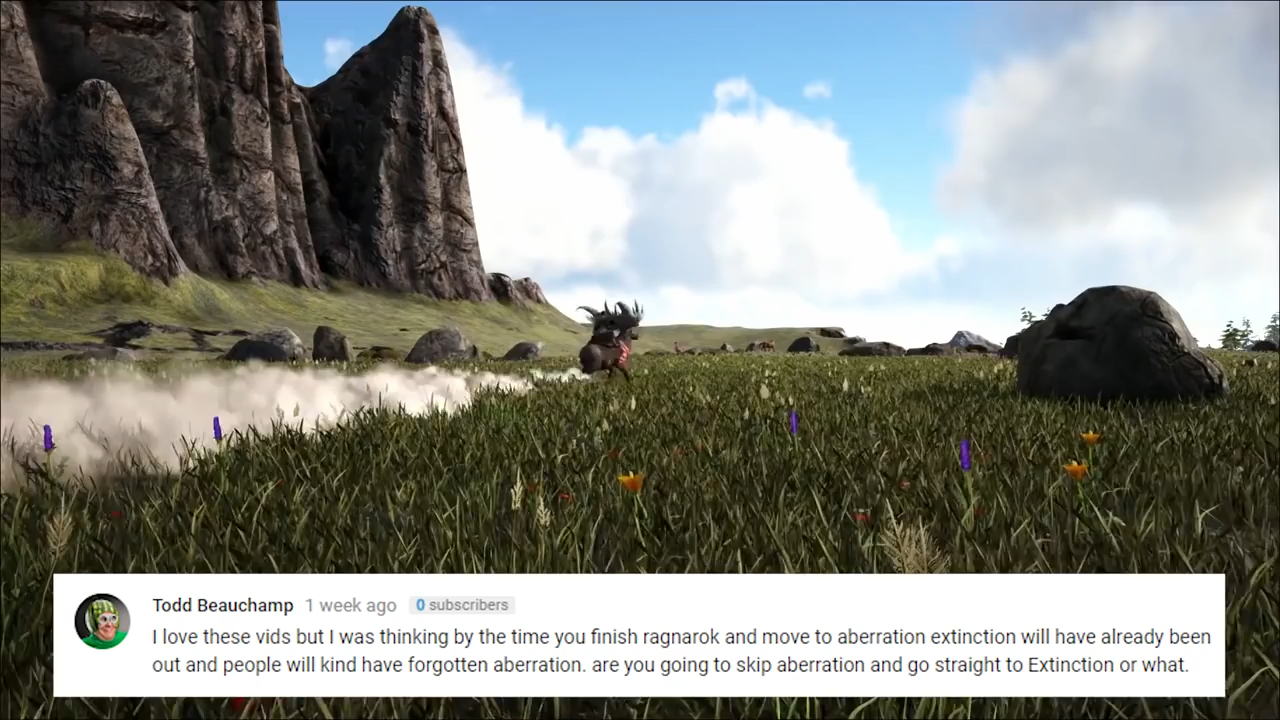 Todd Beauchamp 1 week ago 0 subscribers
I love these vids but I was thinking by the time you finish ragnarok and move to aberration extinction will have already been
out and people will kind have forgotten aberration. are you going to skip aberration and go straight to Extinction or what.